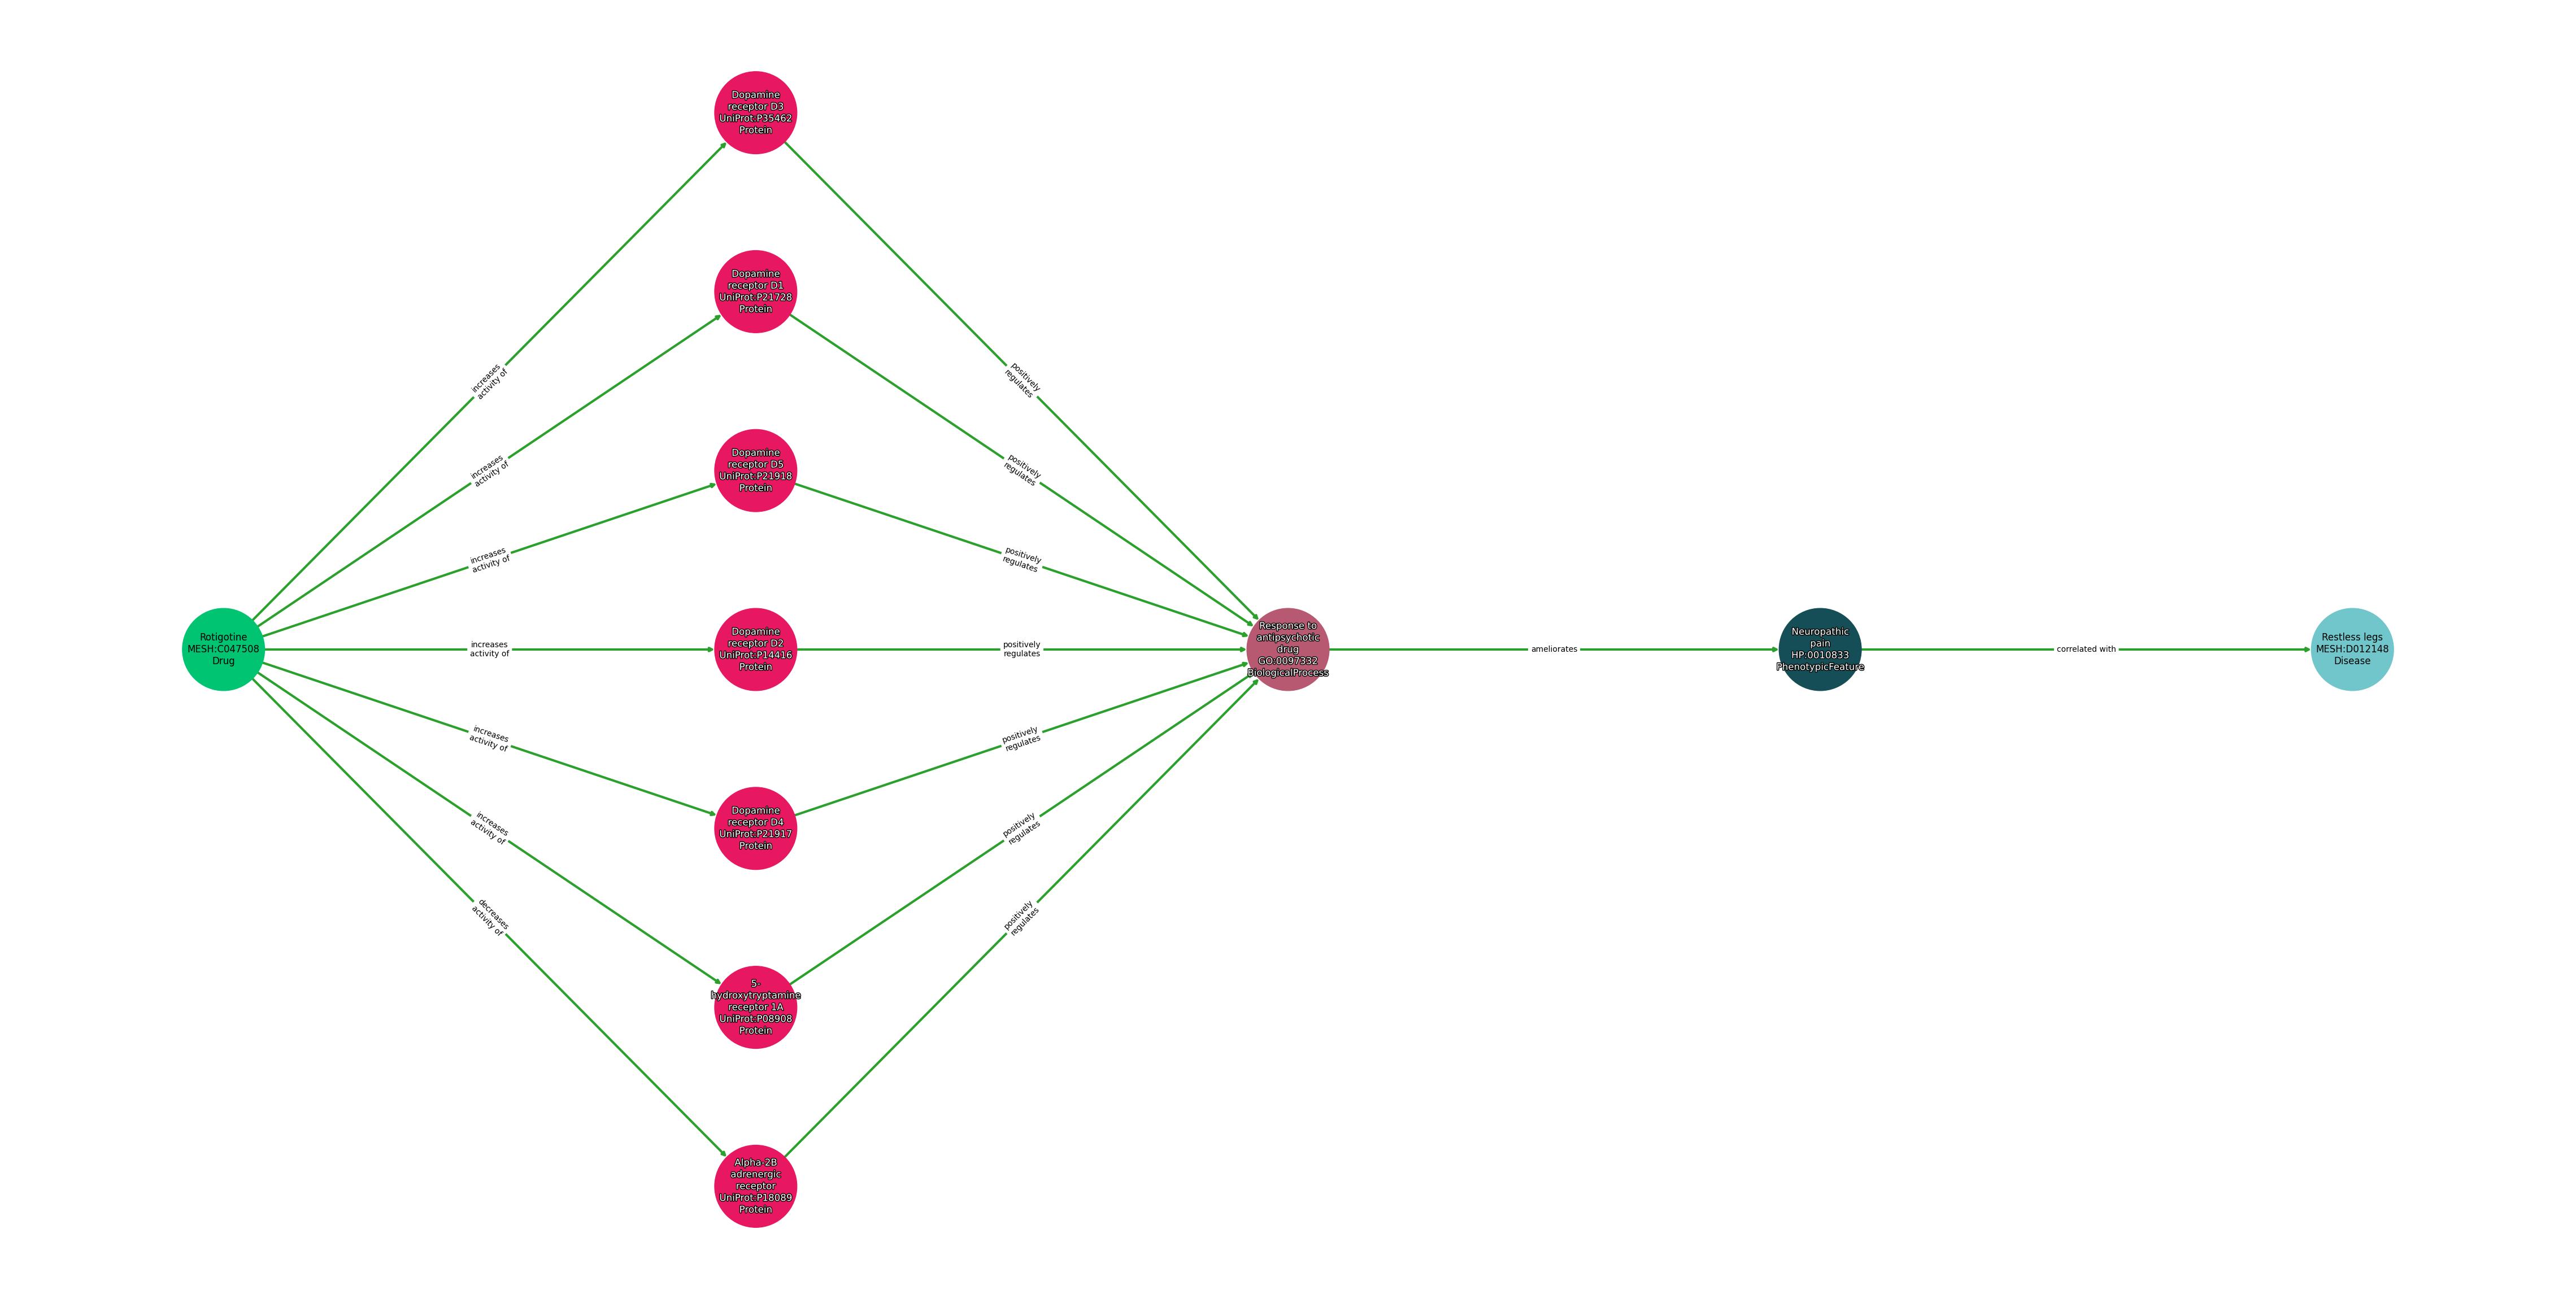 Dopamine
receptor D3
UniProt:P35462
Protein
Dopamine
receptor D1
UniProt:P21728
Protein
increases
activity of
positively
regulates
increases
activity of
Dopamine
receptor D5
UniProt:P21918
Protein
positively
regulates
increases
activity of
positively
regulates
Rotigotine
MESH:C047508
Drug
increases
activity of
Dopamine
receptor D2
UniProt:P14416
Protein
positively
regulates
Response to
antipsychotic
drug
GO:0097332
BiologicalProcess
ameliorates
Neuropathic
pain
HP:0010833
PhenotypicFeature
correlated with
Restless legs
MESH:D012148
Disease
increases
activity of
positively
regulates
Dopamine
receptor D4
UniProt:P21917
Protein
increases
activity of
positively
regulates
decreases
activity of
positively
regulates
5-
hydroxytryptamine
receptor 1A
UniProt:P08908
Protein
Alpha-2B
adrenergic
receptor
UniProt:P18089
Protein